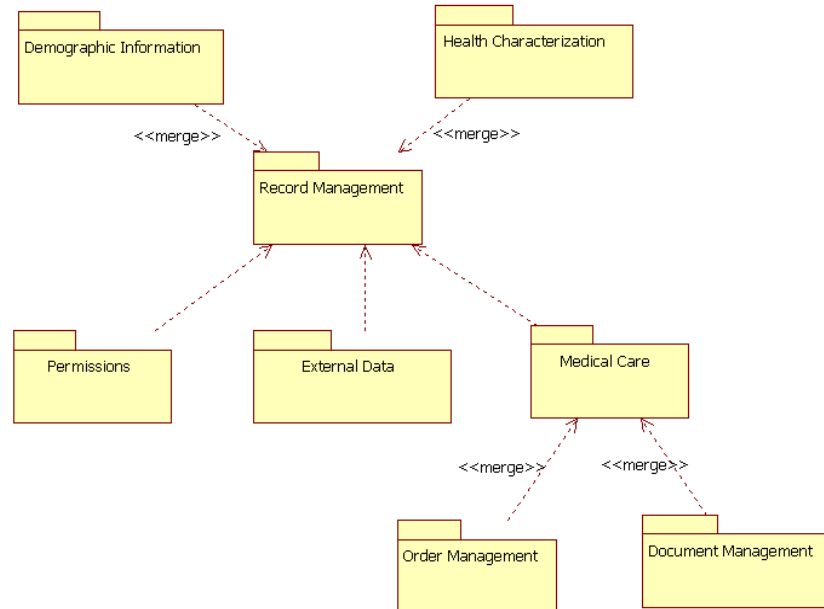 Demographic Information
Health Characterization
<<merge>>
<<merge>>
Record Management
Permissions
External Data
Medical Care
<<merge>>
<<merge>>
Order Management
Document Management